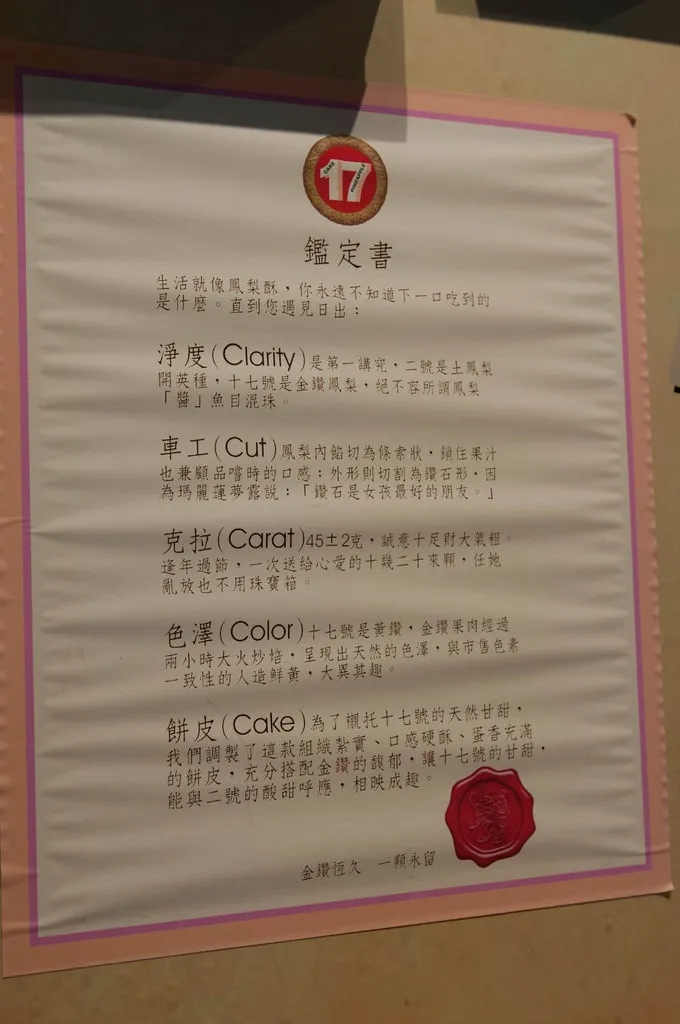 CAKE
17
PINEAPPLE
鑑定書
生活就像鳳梨酥，你永遠不知道下一口吃到的
是什麼。直到您遇見日出：
淨度(Clarity)是第一講究，二號是土鳳梨
開英種，十七號是金鑽鳳梨，絕不容所謂鳳梨
「醬」魚目混珠。
車工(Cut)鳳梨內餡切為條索狀，鎖住果汁
也兼顧品嚐時的口感；外形則切割為鑽石形，因
為瑪麗蓮夢露說：「鑽石是女孩最好的朋友。」
克拉(Carat)45±2克，誠意十足財大氣粗。
逢年過節，一次送給心愛的十幾二十來顆，任她
亂放也不用珠寶箱。
色澤(Color)十七號是黃鑽，金鑽果肉經過
兩小時大火炒焙，呈現出天然的色澤，與市售色素
一致性的人造鮮黃，大異其趣。
餅皮(Cake)為了襯托十七號的天然甘甜，
我們調製了這款組織紮實、口感硬酥、蛋香充滿
的餅皮，充分搭配金鑽的馥郁，讓十七號的甘甜，
能與二號的酸甜呼應，相映成趣。
金鑽恆久　一顆永留